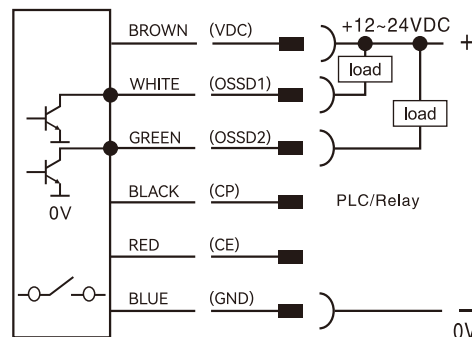 BROWN (VDC) +12~24VDC +
load
WHITE (OSSD1)
load
GREEN (OSSD2)
BLACK (CP) PLC/Relay
0V
RED (CE)
BLUE (GND) −
0V